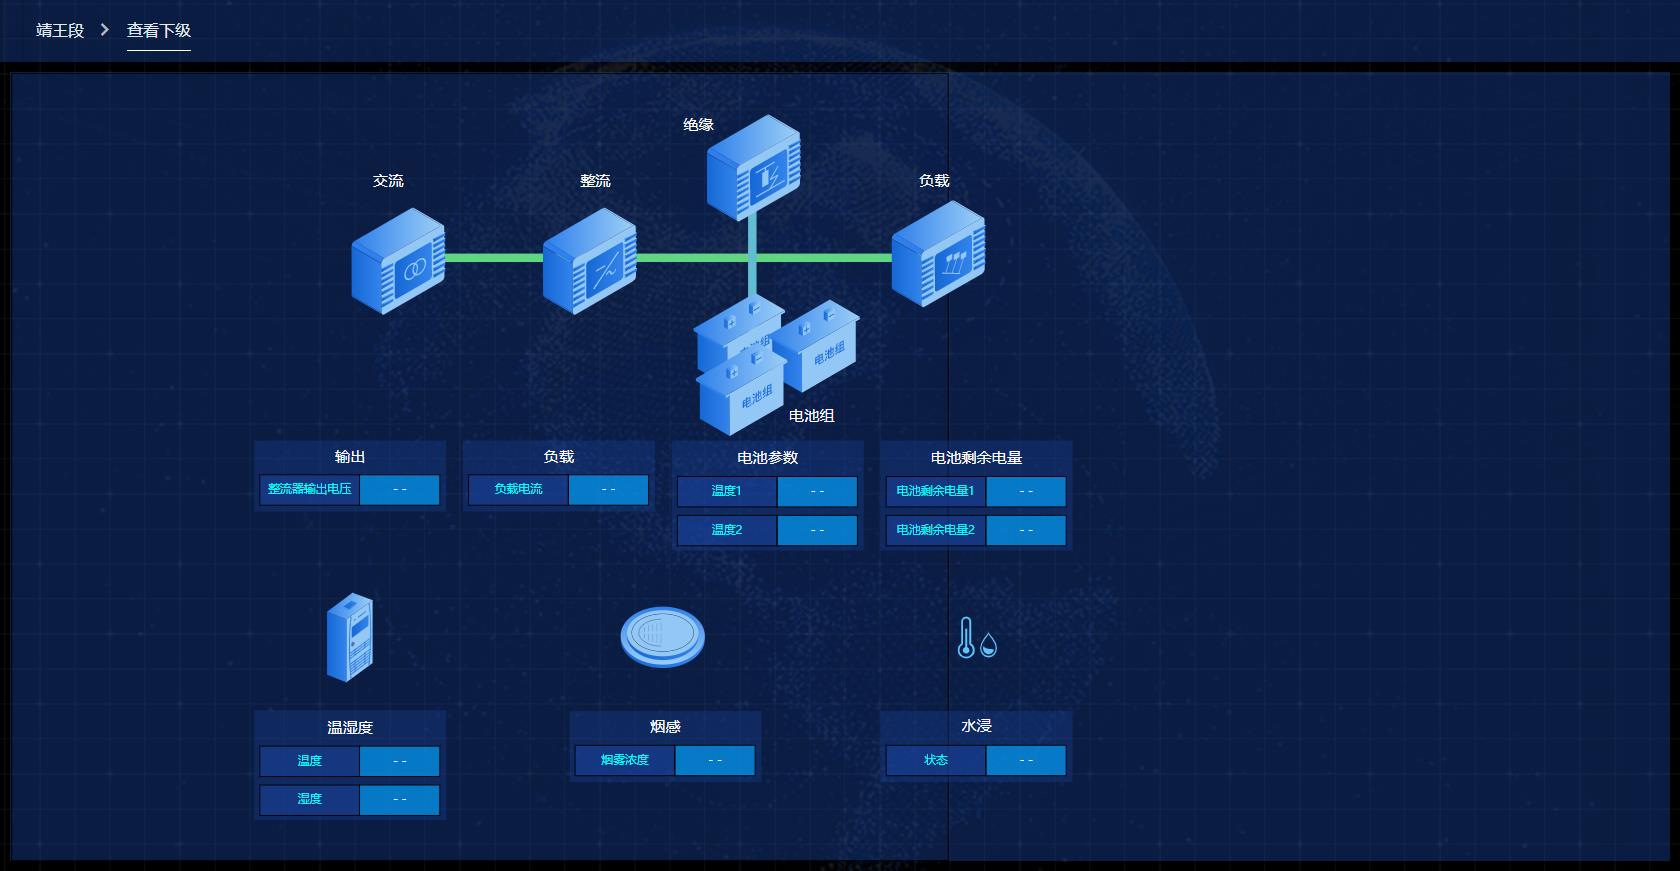 靖王段 > 查看下级
绝缘
交流
整流
负载
电池组
电池组
电池组
电池组
输出
整流器输出电压 --
负载
负载电流 --
电池参数
温度1 --
温度2 --
电池剩余电量
电池剩余电量1 --
电池剩余电量2 --
温湿度
温度 --
湿度 --
烟感
烟雾浓度 --
水浸
状态 --